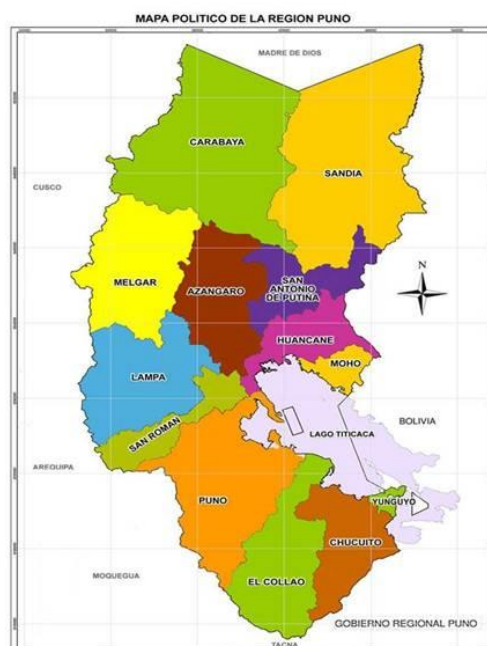 MAPA POLITICO DE LA REGION PUNO
MADRE DE DIOS
CARABAYA
SANDIA
CUSCO
MELGAR
AZANGARO
SAN
ANTONIO
DE PUTINA
N
HUANCANE
MOHO
LAMPA
SAN ROMAN
BOLIVIA
LAGO TITICACA
AREQUIPA
PUNO
YUNGUYO
CHUCUITO
EL COLLAO
MOQUEGUA
GOBIERNO REGIONAL PUNO
TACNA